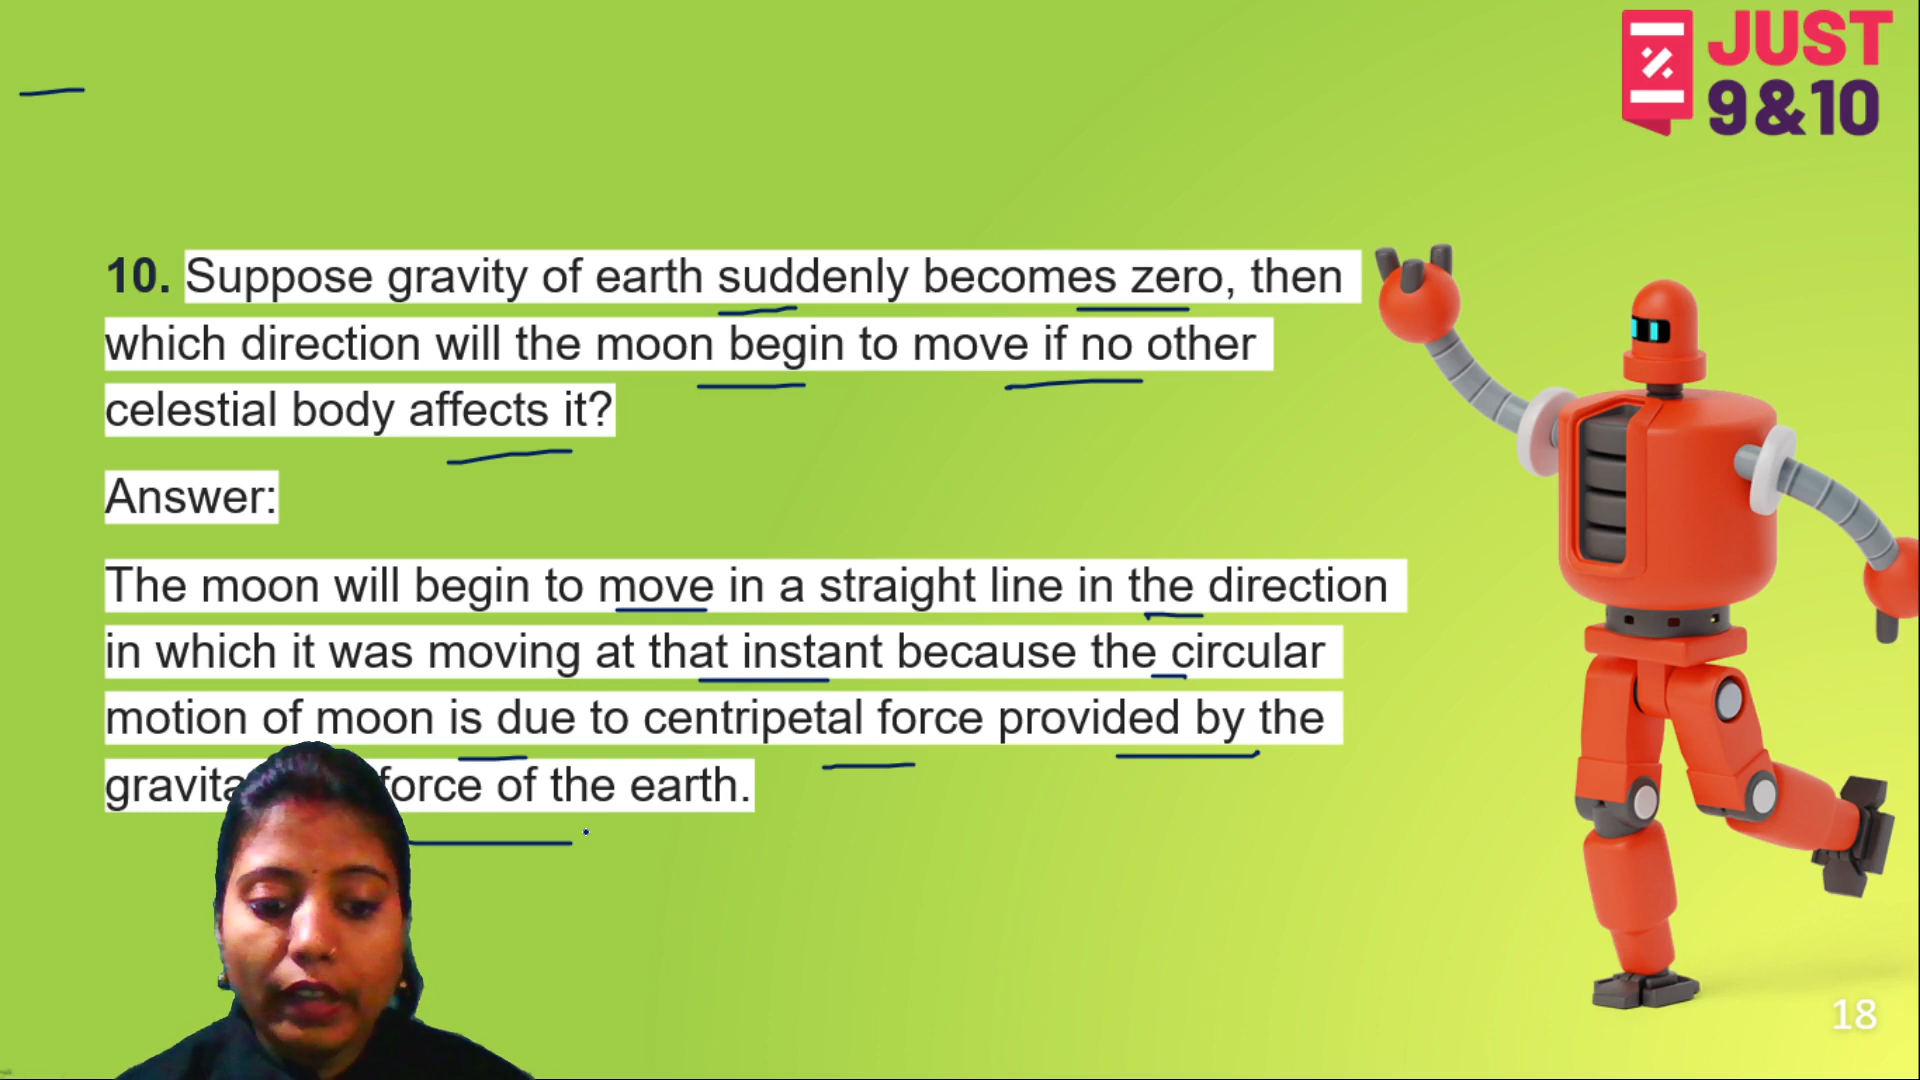 JUST
9&10
10. Suppose gravity of earth suddenly becomes zero, then
which direction will the moon begin to move if no other
celestial body affects it?
Answer:
The moon will begin to move in a straight line in the direction
in which it was moving at that instant because the circular
motion of moon is due to centripetal force provided by the
of the earth.
18